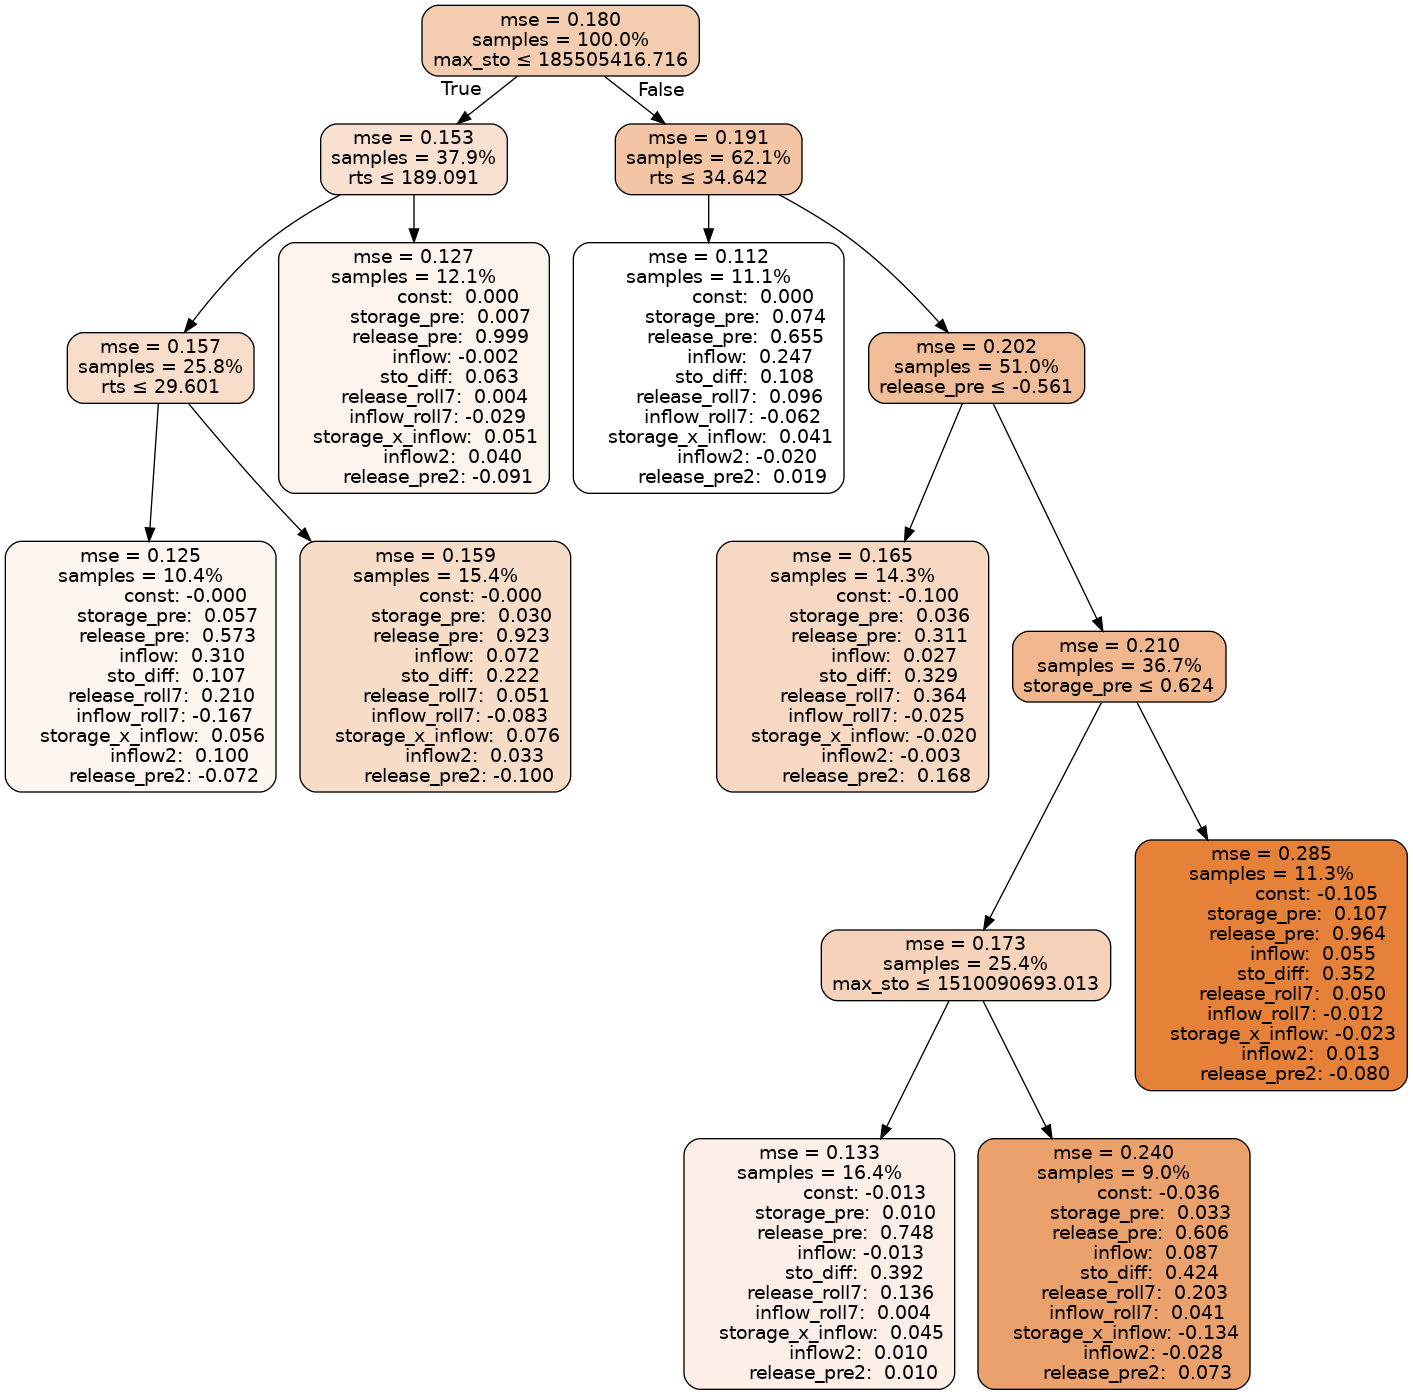 mse = 0.180
samples = 100.0%
max_sto ≤ 185505416.716
True
False
mse = 0.153
samples = 37.9%
rts ≤ 189.091
mse = 0.191
samples = 62.1%
rts ≤ 34.642
mse = 0.157
samples = 25.8%
rts ≤ 29.601
mse = 0.127
samples = 12.1%
const: 0.000
storage_pre: 0.007
release_pre: 0.999
inflow: -0.002
sto_diff: 0.063
release_roll7: 0.004
inflow_roll7: -0.029
storage_x_inflow: 0.051
inflow2: 0.040
release_pre2: -0.091
mse = 0.112
samples = 11.1%
const: 0.000
storage_pre: 0.074
release_pre: 0.655
inflow: 0.247
sto_diff: 0.108
release_roll7: 0.096
inflow_roll7: -0.062
storage_x_inflow: 0.041
inflow2: -0.020
release_pre2: 0.019
mse = 0.202
samples = 51.0%
release_pre ≤ -0.561
mse = 0.125
samples = 10.4%
const: -0.000
storage_pre: 0.057
release_pre: 0.573
inflow: 0.310
sto_diff: 0.107
release_roll7: 0.210
inflow_roll7: -0.167
storage_x_inflow: 0.056
inflow2: 0.100
release_pre2: -0.072
mse = 0.159
samples = 15.4%
const: -0.000
storage_pre: 0.030
release_pre: 0.923
inflow: 0.072
sto_diff: 0.222
release_roll7: 0.051
inflow_roll7: -0.083
storage_x_inflow: 0.076
inflow2: 0.033
release_pre2: -0.100
mse = 0.165
samples = 14.3%
const: -0.100
storage_pre: 0.036
release_pre: 0.311
inflow: 0.027
sto_diff: 0.329
release_roll7: 0.364
inflow_roll7: -0.025
storage_x_inflow: -0.020
inflow2: -0.003
release_pre2: 0.168
mse = 0.210
samples = 36.7%
storage_pre ≤ 0.624
mse = 0.173
samples = 25.4%
max_sto ≤ 1510090693.013
mse = 0.285
samples = 11.3%
const: -0.105
storage_pre: 0.107
release_pre: 0.964
inflow: 0.055
sto_diff: 0.352
release_roll7: 0.050
inflow_roll7: -0.012
storage_x_inflow: -0.023
inflow2: 0.013
release_pre2: -0.080
mse = 0.133
samples = 16.4%
const: -0.013
storage_pre: 0.010
release_pre: 0.748
inflow: -0.013
sto_diff: 0.392
release_roll7: 0.136
inflow_roll7: 0.004
storage_x_inflow: 0.045
inflow2: 0.010
release_pre2: 0.010
mse = 0.240
samples = 9.0%
const: -0.036
storage_pre: 0.033
release_pre: 0.606
inflow: 0.087
sto_diff: 0.424
release_roll7: 0.203
inflow_roll7: 0.041
storage_x_inflow: -0.134
inflow2: -0.028
release_pre2: 0.073